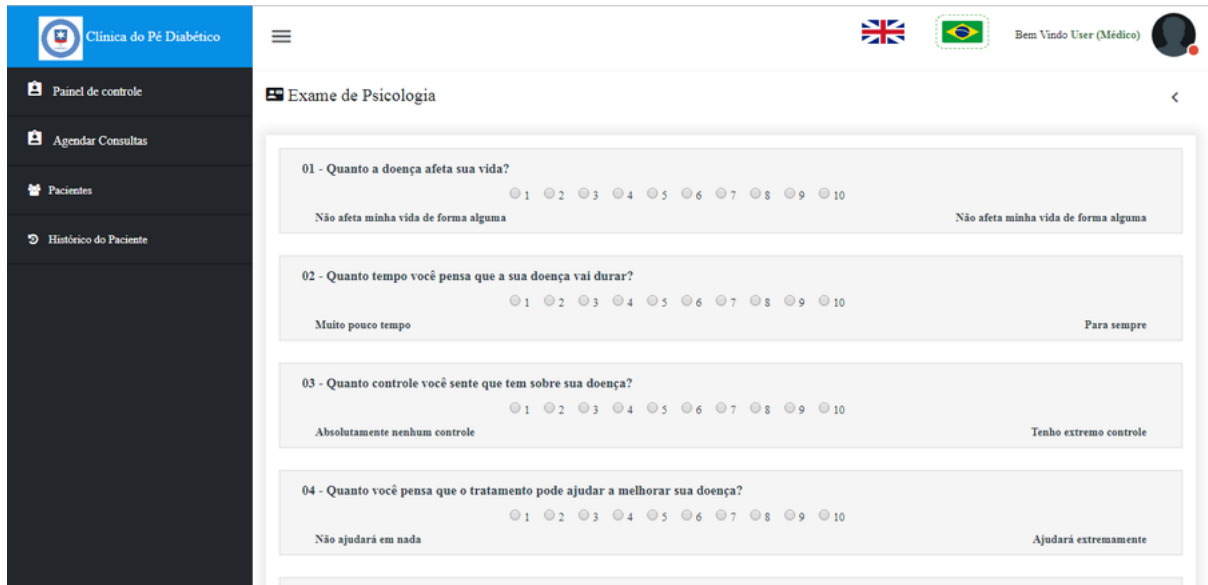 Clínica do Pé Diabético
Bem Vindo User (Médico)
Painel de controle
Agendar Consultas
Pacientes
Histórico do Paciente
Exame de Psicologia
01 - Quanto a doença afeta sua vida?
1 2 3 4 5 6 7 8 9 10
Não afeta minha vida de forma alguma Não afeta minha vida de forma alguma
02 - Quanto tempo você pensa que a sua doença vai durar?
1 2 3 4 5 6 7 8 9 10
Muito pouco tempo Para sempre
03 - Quanto controle você sente que tem sobre sua doença?
1 2 3 4 5 6 7 8 9 10
Absolutamente nenhum controle Tenho extremo controle
04 - Quanto você pensa que o tratamento pode ajudar a melhorar sua doença?
1 2 3 4 5 6 7 8 9 10
Não ajudará em nada Ajudará extremamente